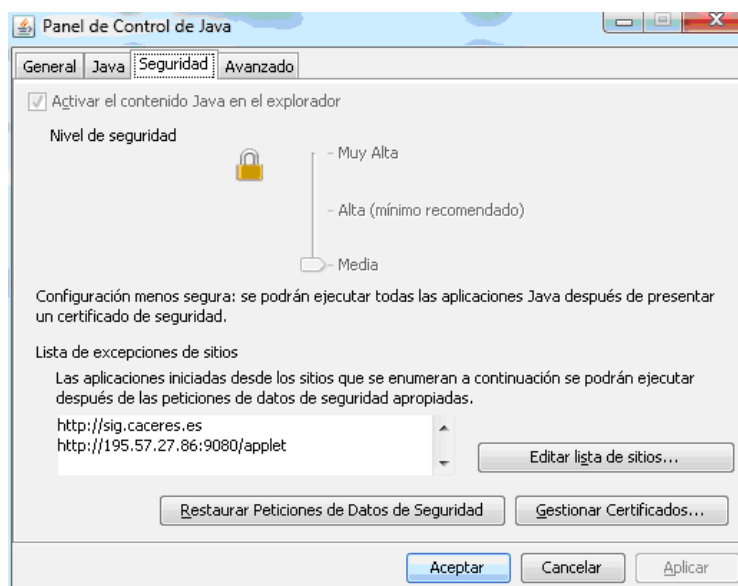 Panel de Control de Java
General Java Seguridad Avanzado
Activar el contenido Java en el explorador
Nivel de seguridad
- Muy Alta
- Alta (mínimo recomendado)
- Media
Configuración menos segura: se podrán ejecutar todas las aplicaciones Java después de presentar
un certificado de seguridad.
Lista de excepciones de sitios
Las aplicaciones iniciadas desde los sitios que se enumeran a continuación se podrán ejecutar
después de las peticiones de datos de seguridad apropiadas.
http://sig.caceres.es
http://195.57.27.86:9080/applet
Editar lista de sitios...
Restaurar Peticiones de Datos de Seguridad Gestionar Certificados...
Aceptar Cancelar Aplicar